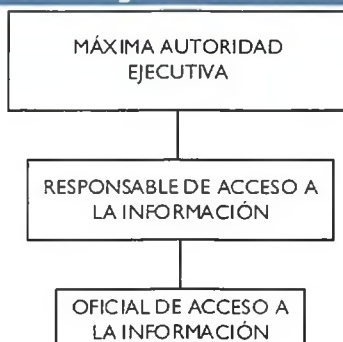 MÁXIMA AUTORIDAD
EJECUTIVA
RESPONSABLE DE ACCESO A
LA INFORMACIÓN
OFICIAL DE ACCESO A
LA INFORMACIÓN